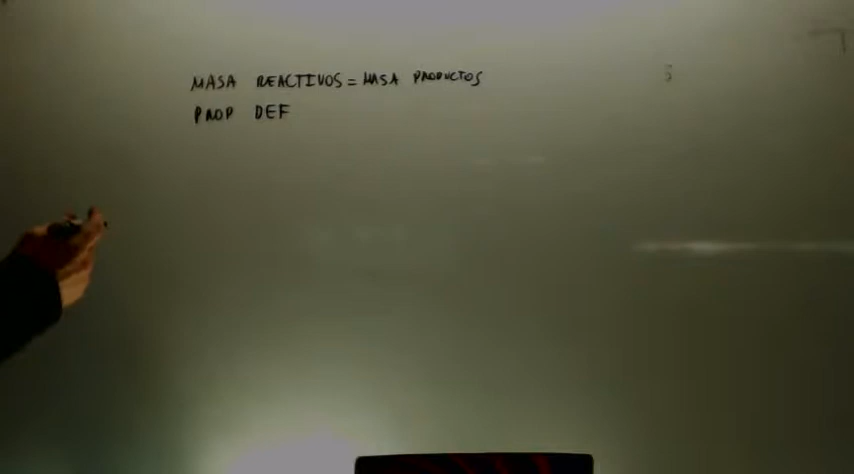 MASA REACTIVOS = MASA PRODUCTOS
PROP DEF